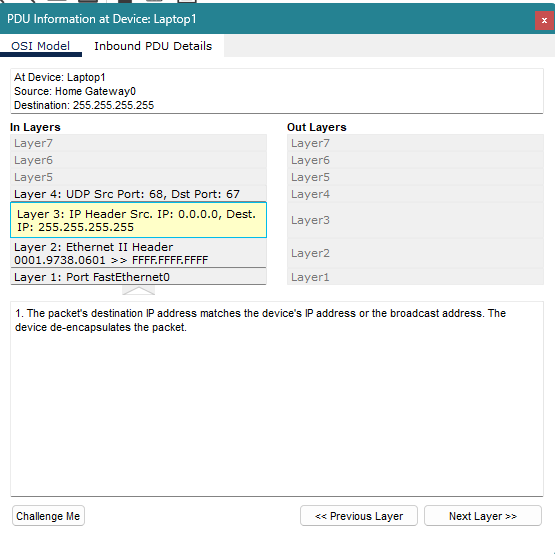 PDU Information at Device: Laptop1
x
OSI Model
Inbound PDU Details
At Device: Laptop1
Source: Home Gateway0
Destination: 255.255.255.255
In Layers
Layer7
Layer6
Layer5
Layer 4: UDP Src Port: 68, Dst Port: 67
Layer 3: IP Header Src. IP: 0.0.0.0, Dest.
IP: 255.255.255.255
Layer 2: Ethernet II Header
0001.9738.0601 >> FFFF.FFFF.FFFF
Layer 1: Port FastEthernet0
Out Layers
Layer7
Layer6
Layer5
Layer4
Layer3
Layer2
Layer1
1. The packet's destination IP address matches the device's IP address or the broadcast address. The
device de-encapsulates the packet.
Challenge Me
<< Previous Layer
Next Layer >>